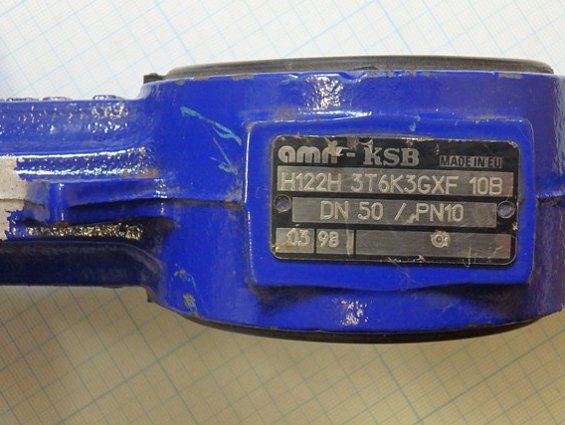 amri - KSB MADE IN EU
H122H 3T6K3GXF 10B
DN 50 / PN10
03 98